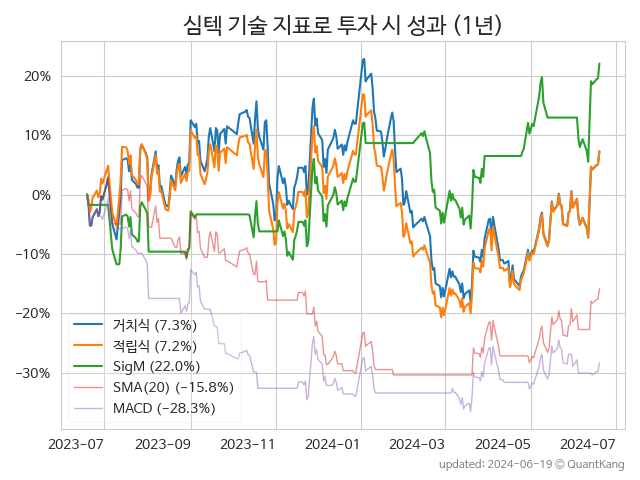 심텍 기술 지표로 투자 시 성과 (1년)
20%
10%
0%
−10%
−20%
−30%
거치식 (7.3%)
적립식 (7.2%)
SigM (22.0%)
SMA(20) (−15.8%)
MACD (−28.3%)
2023-07 2023-09 2023-11 2024-01 2024-03 2024-05 2024-07
updated: 2024-06-19 ⓒ QuantKang